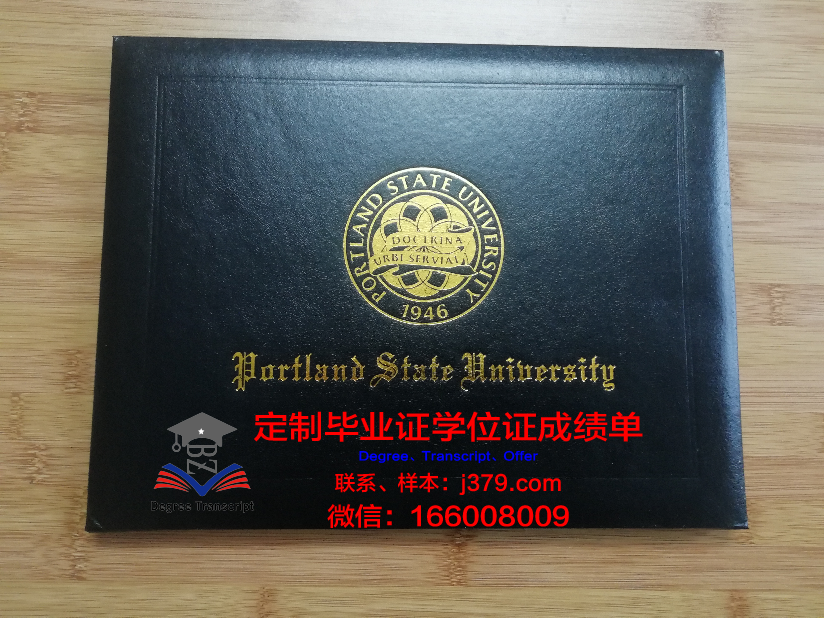 PORTLAND STATE UNIVERSITY
DOCTRINA
URBI SERVIAT
1946
Portland State University
定制毕业证学位证成绩单
Degree、Transcript、Offer
BZ
Degree Transcript
联系、样本：j379.com
微信：166008009